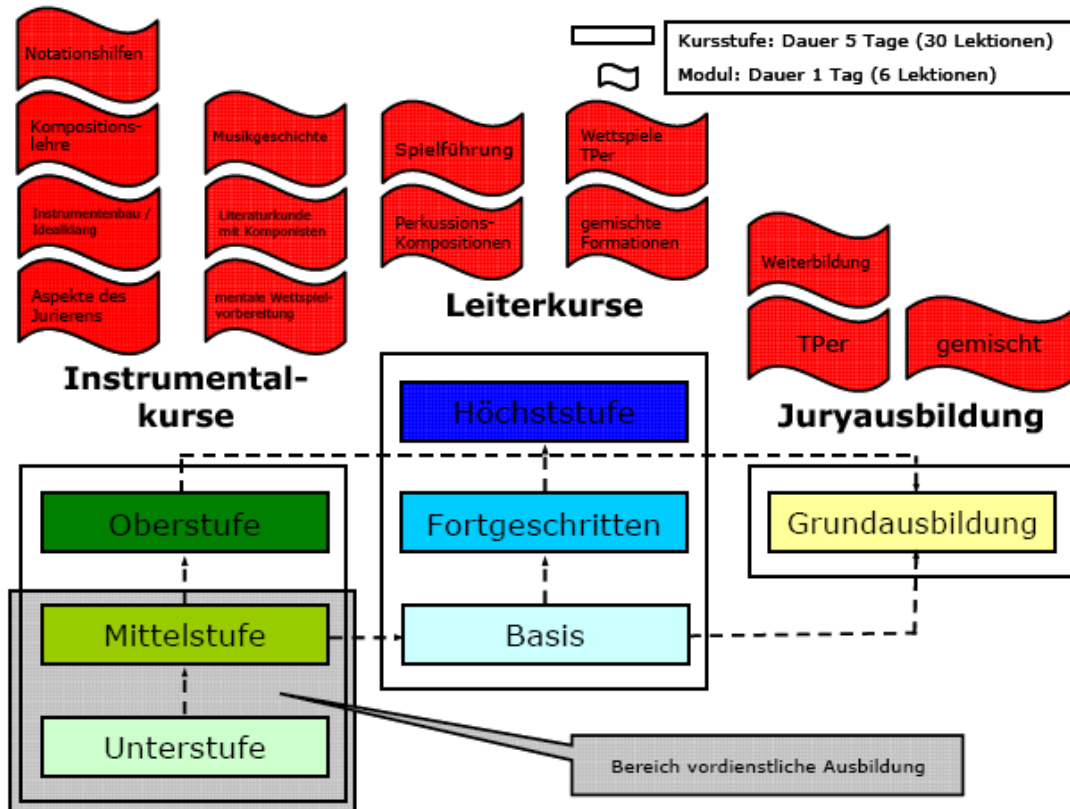 Notationshilfen
Kompositions-
lehre
Instrumentenbau /
Idealklang
Aspekte des
Jurierens
Musikgeschichte
Literaturkunde
mit Komponisten
mentale Wettspiel-
vorbereitung
Instrumental-
kurse
Spielführung
Perkussions-
Kompositionen
Wettspiele
TPer
gemischte
Formationen
Leiterkurse
Kursstufe: Dauer 5 Tage (30 Lektionen)
Modul: Dauer 1 Tag (6 Lektionen)
Weiterbildung
TPer
gemischt
Juryausbildung
Höchststufe
Oberstufe
Fortgeschritten
Grundausbildung
Mittelstufe
Basis
Unterstufe
Bereich vordienstliche Ausbildung